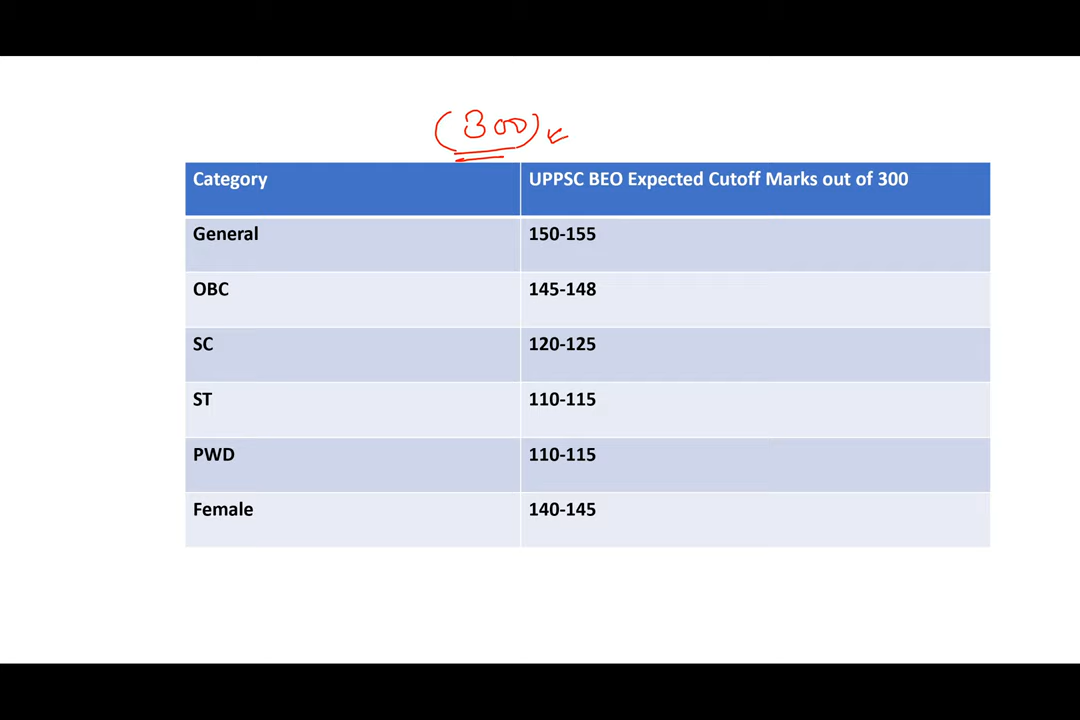 (300)
Category UPPSC BEO Expected Cutoff Marks out of 300
General 150-155
OBC 145-148
SC 120-125
ST 110-115
PWD 110-115
Female 140-145